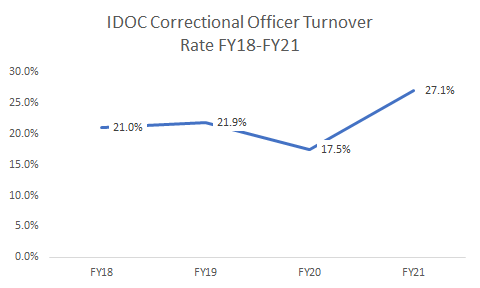 IDOC Correctional Officer Turnover
Rate FY18-FY21
30.0%
25.0%
20.0%
15.0%
10.0%
5.0%
0.0%
21.0%
21.9%
17.5%
27.1%
FY18
FY19
FY20
FY21